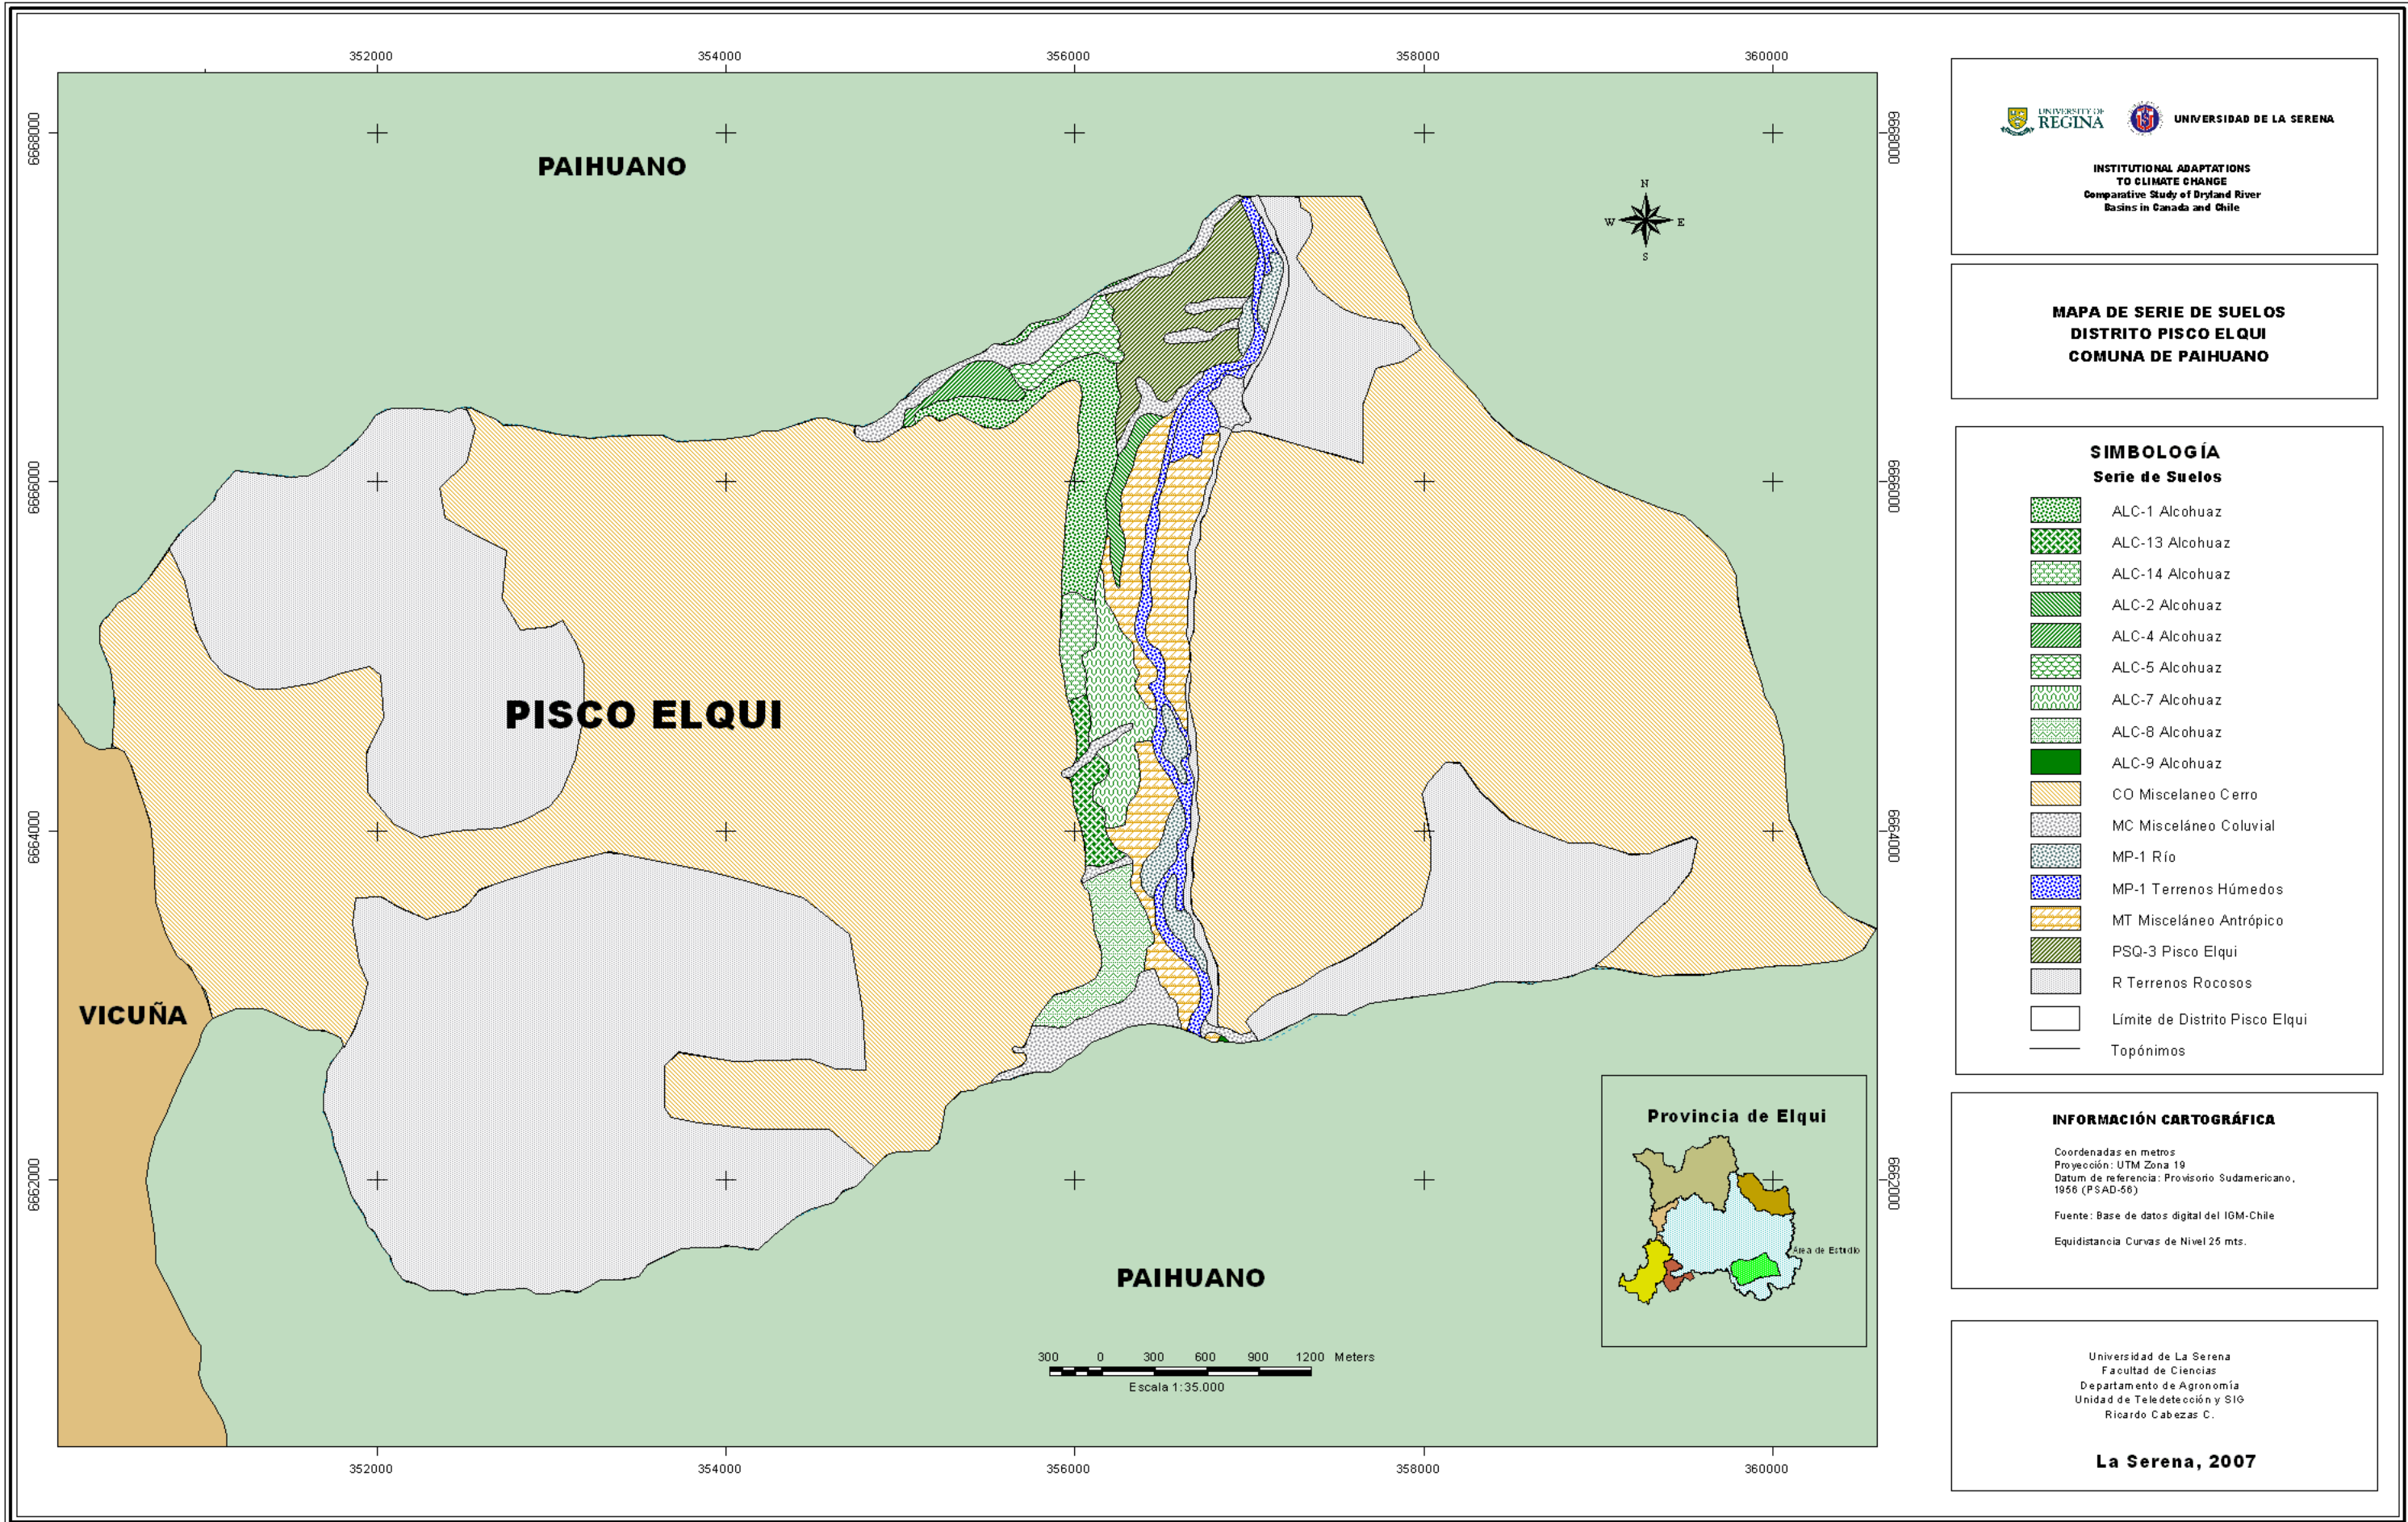 352000
354000
356000
358000
360000
6668000
6668000
PAIHUANO
N
W
E
S
6666000
6666000
PISCO ELQUI
6664000
6664000
VICUÑA
6662000
6662000
PAIHUANO
300 0 300 600 900 1200 Meters
Escala 1:35.000
Provincia de Elqui
Area de Estudio
352000
354000
356000
358000
360000
UNIVERSITY OF
REGINA
UNIVERSIDAD DE LA SERENA
INSTITUTIONAL ADAPTATIONS
TO CLIMATE CHANGE
Comparative Study of Dryland River
Basins in Canada and Chile
MAPA DE SERIE DE SUELOS
DISTRITO PISCO ELQUI
COMUNA DE PAIHUANO
SIMBOLOGÍA
Serie de Suelos
ALC-1 Alcohuaz
ALC-13 Alcohuaz
ALC-14 Alcohuaz
ALC-2 Alcohuaz
ALC-4 Alcohuaz
ALC-5 Alcohuaz
ALC-7 Alcohuaz
ALC-8 Alcohuaz
ALC-9 Alcohuaz
CO Miscelaneo Cerro
MC Misceláneo Coluvial
MP-1 Río
MP-1 Terrenos Húmedos
MT Misceláneo Antrópico
PSQ-3 Pisco Elqui
R Terrenos Rocosos
Límite de Distrito Pisco Elqui
Topónimos
INFORMACIÓN CARTOGRÁFICA
Coordenadas en metros
Proyección: UTM Zona 19
Datum de referencia: Provisorio Sudamericano,
1956 (PSAD-56)
Fuente: Base de datos digital del IGM-Chile
Equidistancia Curvas de Nivel 25 mts.
Universidad de La Serena
Facultad de Ciencias
Departamento de Agronomía
Unidad de Teledetección y SIG
Ricardo Cabezas C.
La Serena, 2007